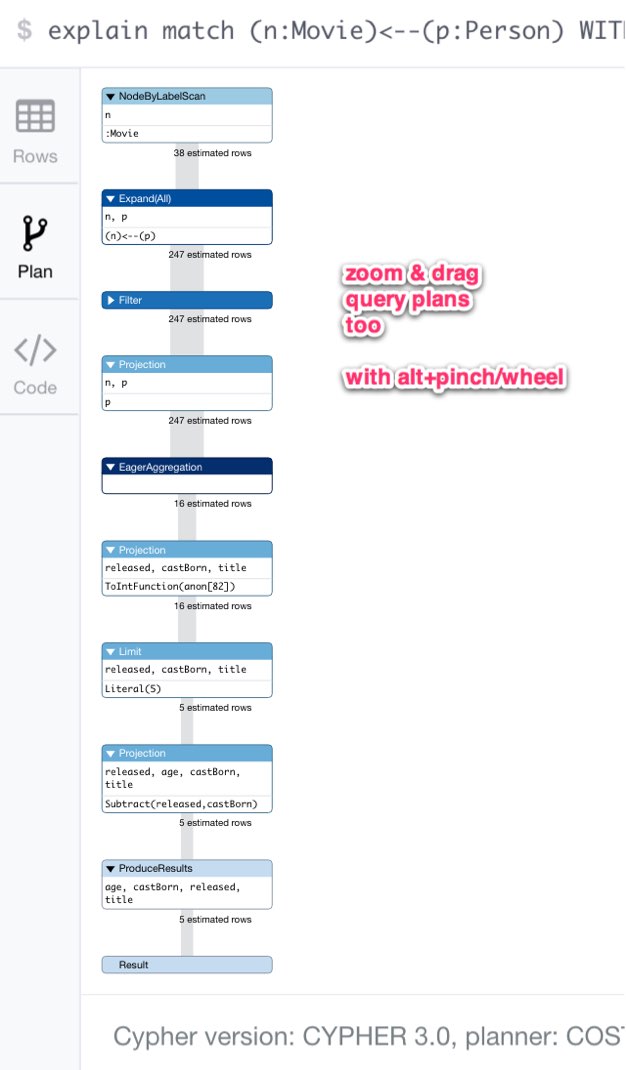 $ explain match (n:Movie)<--(p:Person) WITH
Rows
Plan
Code
NodeByLabelScan
n
:Movie
38 estimated rows
Expand(All)
n, p
(n)<--(p)
247 estimated rows
Filter
247 estimated rows
Projection
n, p
p
247 estimated rows
EagerAggregation
16 estimated rows
Projection
released, castBorn, title
ToIntFunction(anon[82])
16 estimated rows
Limit
released, castBorn, title
Literal(5)
5 estimated rows
Projection
released, age, castBorn,
title
Subtract(released,castBorn)
5 estimated rows
ProduceResults
age, castBorn, released,
title
5 estimated rows
Result
zoom & drag
query plans
too
with alt+pinch/wheel
Cypher version: CYPHER 3.0, planner: COST